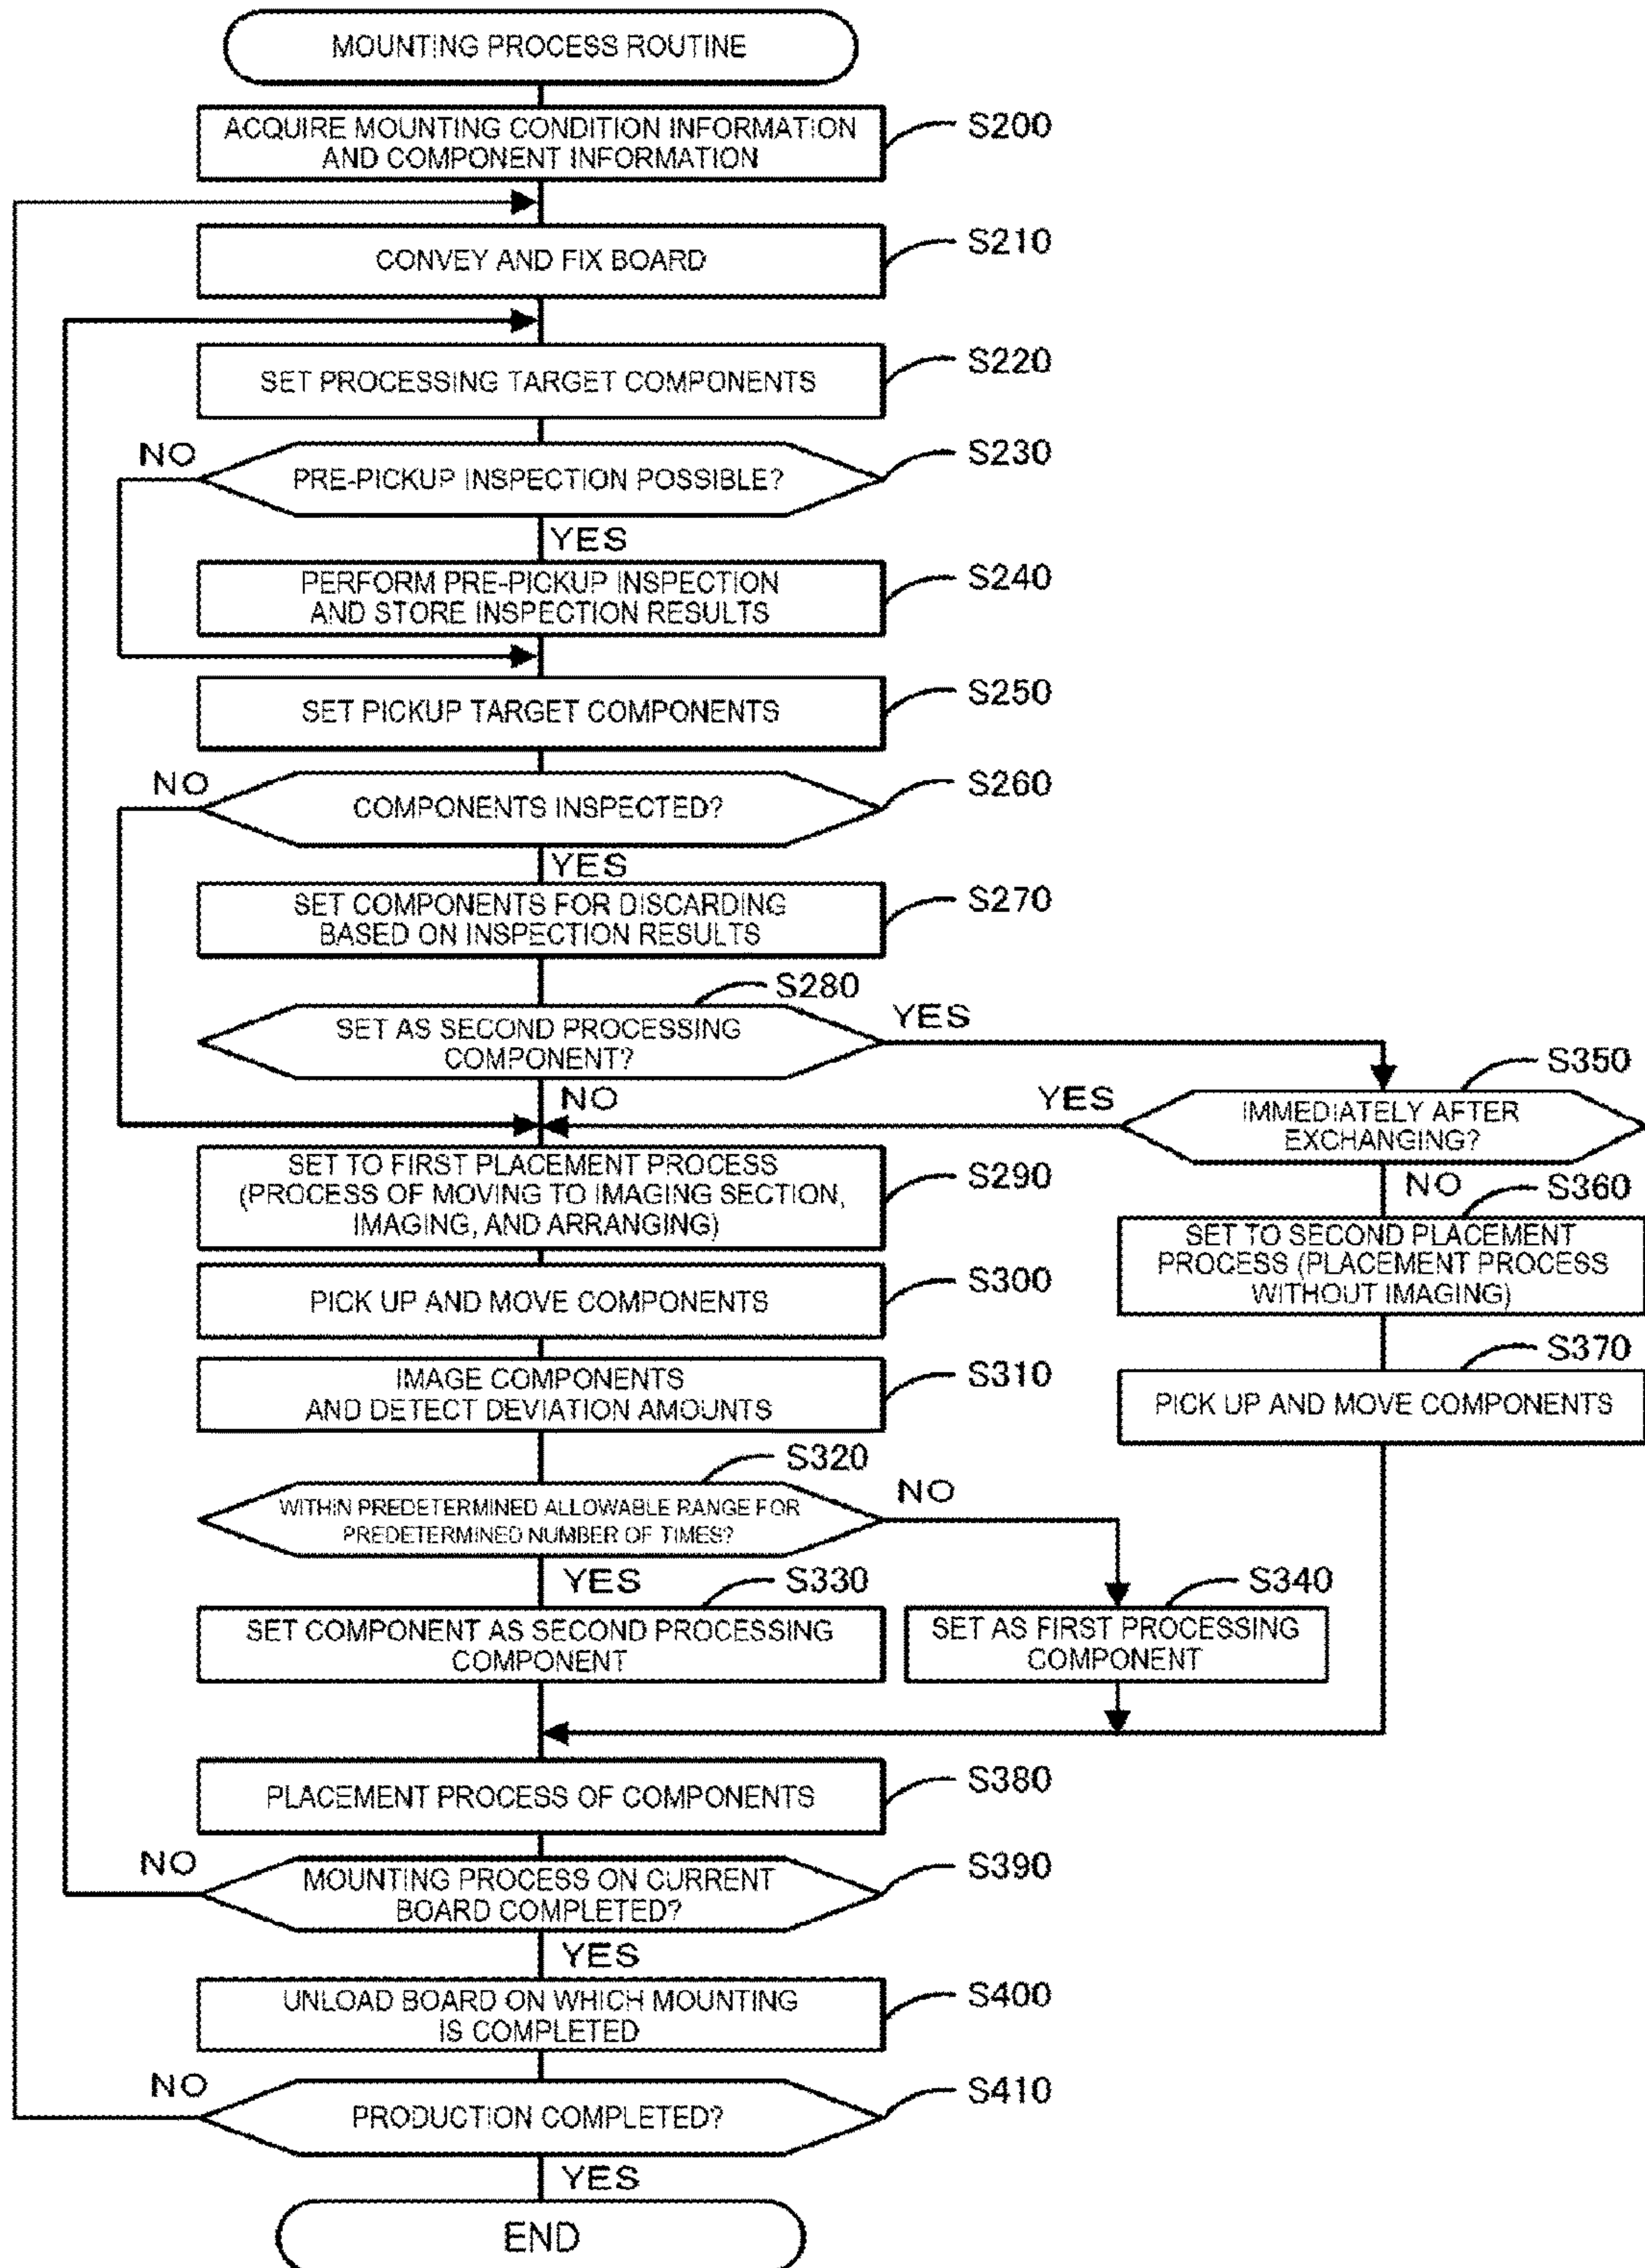 MOUNTING PROCESS ROUTINE
ACQUIRE MOUNTING CONDITION INFORMATION
AND COMPONENT INFORMATION
S200
CONVEY AND FIX BOARD
S210
SET PROCESSING TARGET COMPONENTS
S220
NO
PRE-PICKUP INSPECTION POSSIBLE?
S230
YES
PERFORM PRE-PICKUP INSPECTION
AND STORE INSPECTION RESULTS
S240
SET PICKUP TARGET COMPONENTS
S250
NO
COMPONENTS INSPECTED?
S260
YES
SET COMPONENTS FOR DISCARDING
BASED ON INSPECTION RESULTS
S270
S280
SET AS SECOND PROCESSING
COMPONENT?
YES
NO
S350
IMMEDIATELY AFTER
EXCHANGING?
YES
NO
SET TO FIRST PLACEMENT PROCESS
(PROCESS OF MOVING TO IMAGING SECTION,
IMAGING, AND ARRANGING)
S290
S360
SET TO SECOND PLACEMENT
PROCESS (PLACEMENT PROCESS
WITHOUT IMAGING)
PICK UP AND MOVE COMPONENTS
S300
S370
PICK UP AND MOVE COMPONENTS
IMAGE COMPONENTS
AND DETECT DEVIATION AMOUNTS
S310
S320
WITHIN PREDETERMINED ALLOWABLE RANGE FOR
PREDETERMINED NUMBER OF TIMES?
NO
YES
S330
SET COMPONENT AS SECOND PROCESSING
COMPONENT
S340
SET AS FIRST PROCESSING
COMPONENT
PLACEMENT PROCESS OF COMPONENTS
S380
NO
MOUNTING PROCESS ON CURRENT
BOARD COMPLETED?
S390
YES
UNLOAD BOARD ON WHICH MOUNTING
IS COMPLETED
S400
NO
PRODUCTION COMPLETED?
S410
YES
END